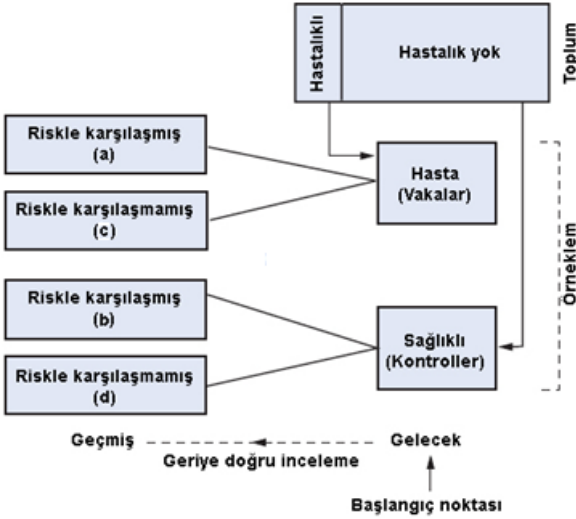 Hastalıklı
Hastalık yok
Toplum
Riskle karşılaşmış
(a)
Riskle karşılaşmamış
(c)
Hasta
(Vakalar)
Örneklem
Riskle karşılaşmış
(b)
Riskle karşılaşmamış
(d)
Sağlıklı
(Kontroller)
Geçmiş
Gelecek
Geriye doğru inceleme
Başlangıç noktası